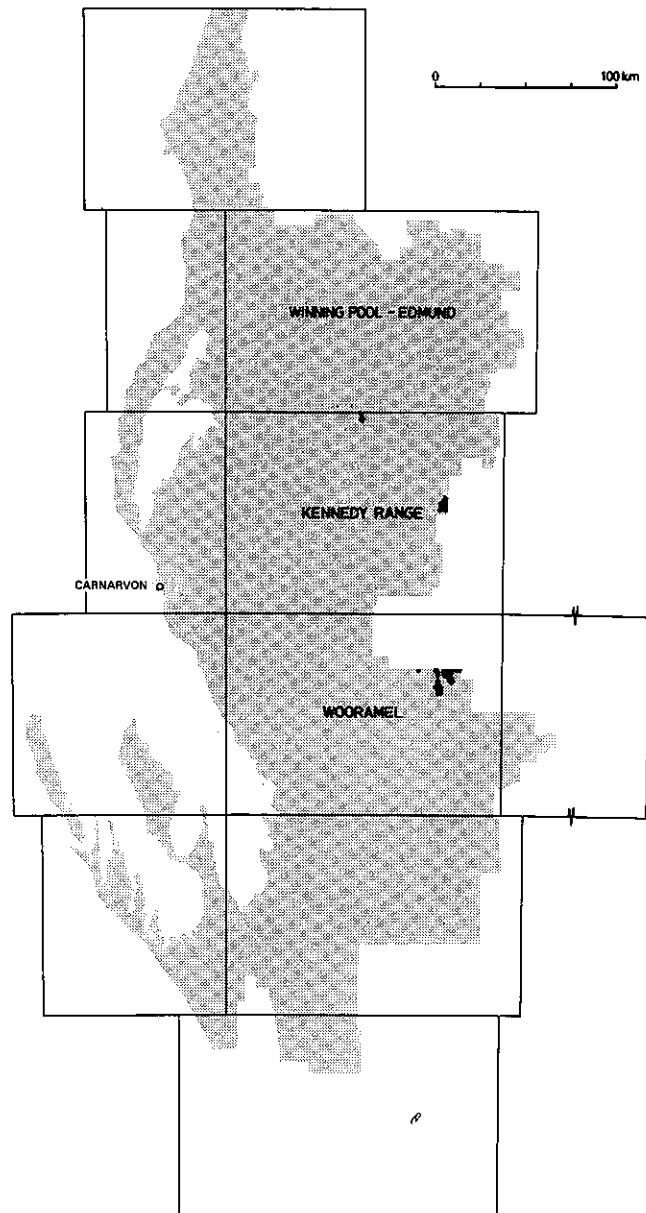 0 100 km
WINNING POOL - EDMUND
KENNEDY RANGE
CARNARVON
WOORAMEL